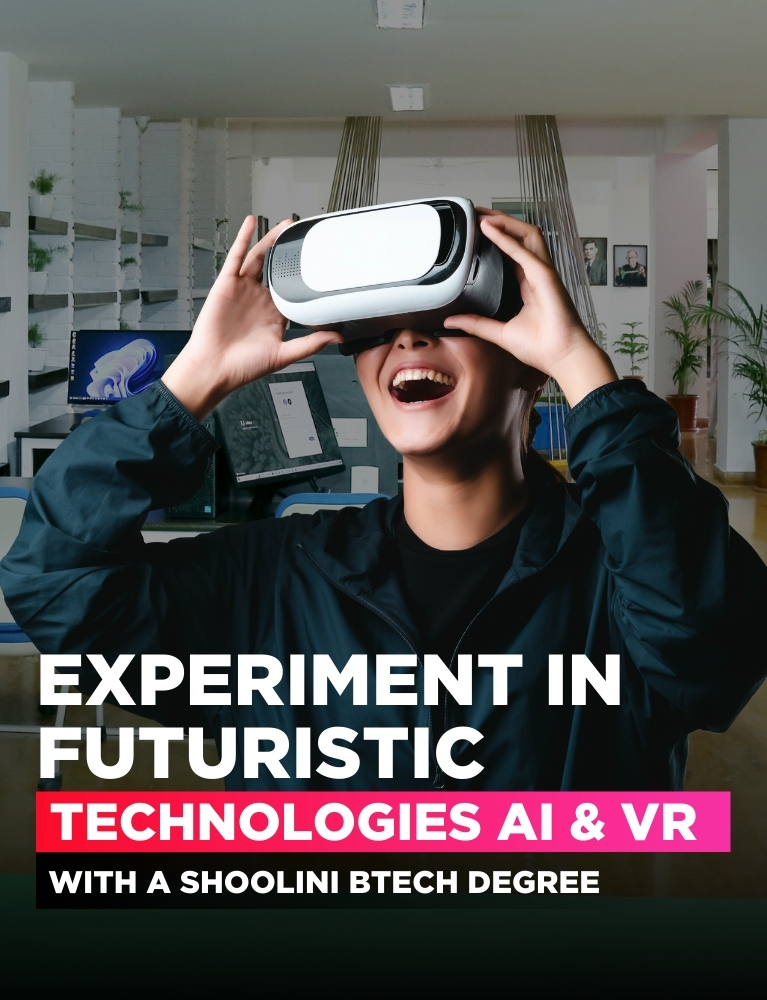 EXPERIMENT IN
FUTURISTIC
TECHNOLOGIES AI & VR
WITH A SHOOLINI BTECH DEGREE